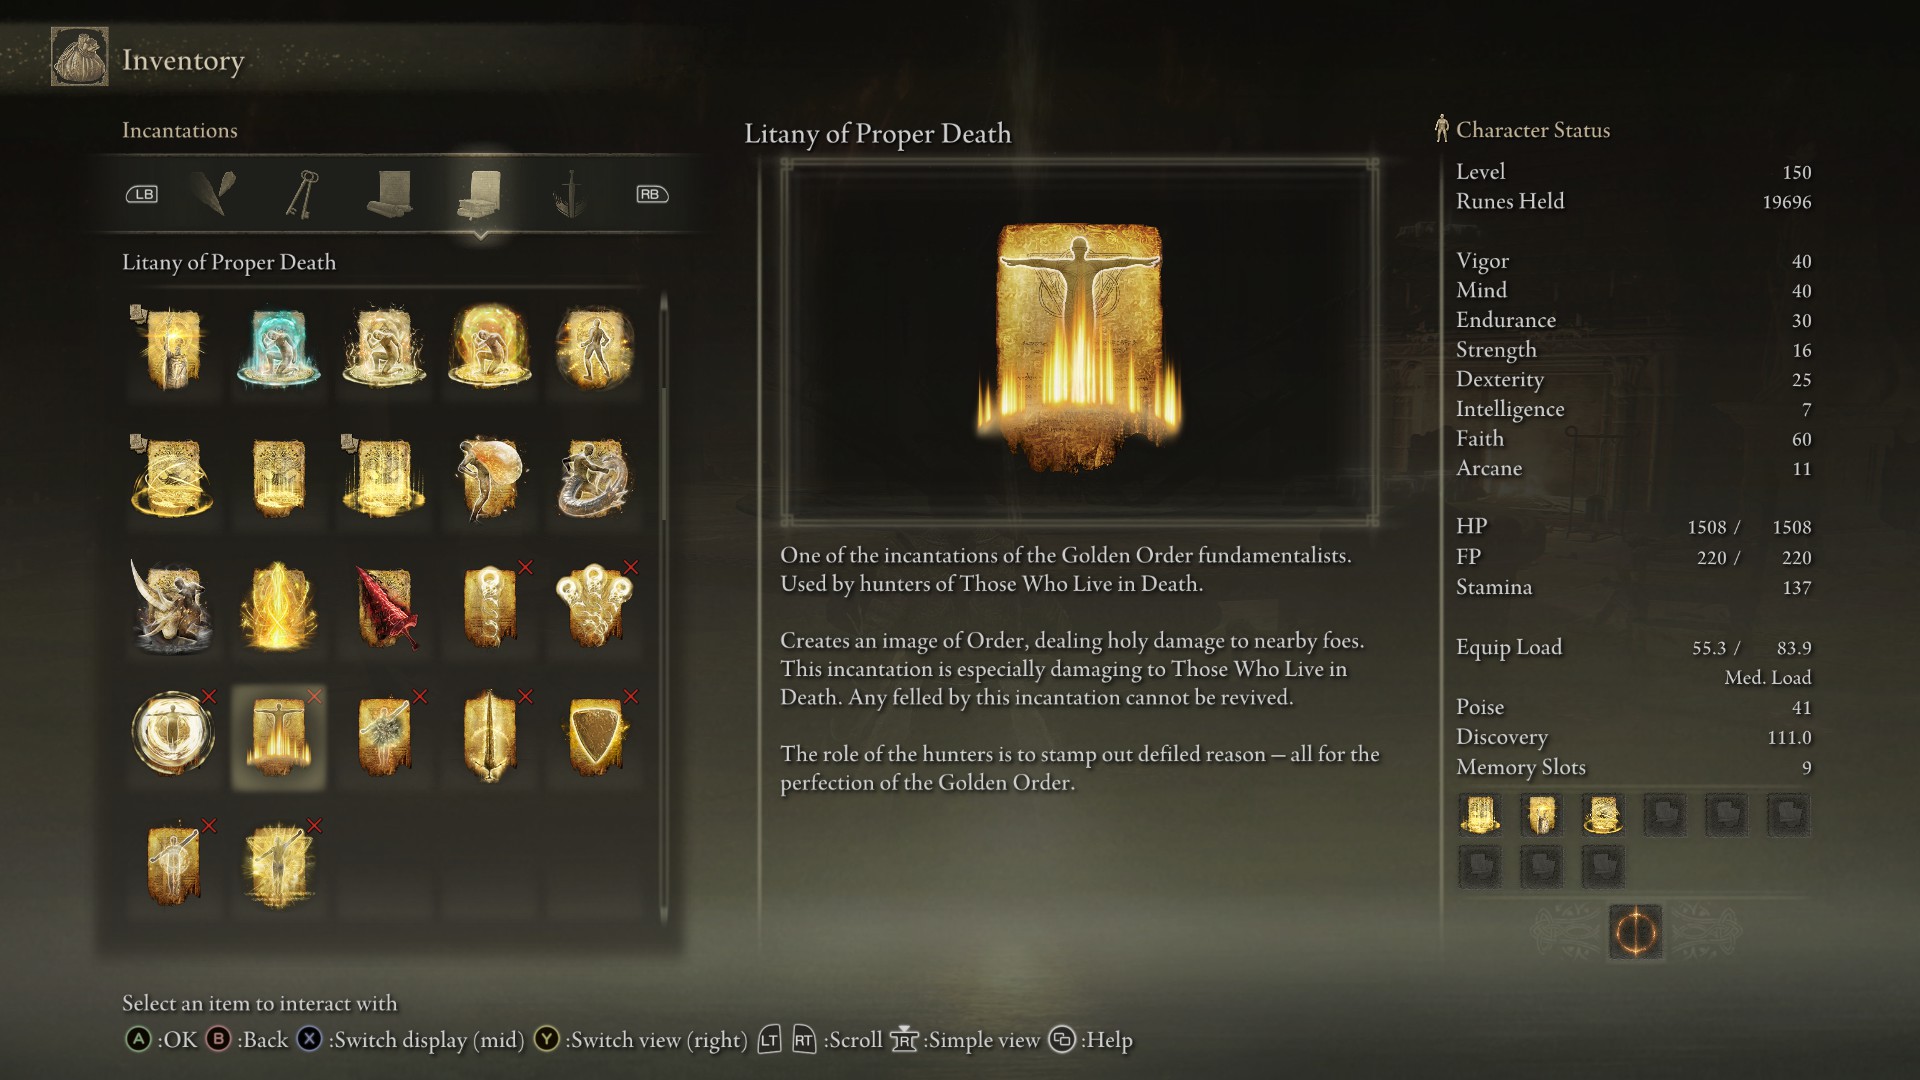 Inventory
Incantations
LB
RB
Litany of Proper Death
Litany of Proper Death
One of the incantations of the Golden Order fundamentalists.
Used by hunters of Those Who Live in Death.
Creates an image of Order, dealing holy damage to nearby foes.
This incantation is especially damaging to Those Who Live in
Death. Any felled by this incantation cannot be revived.
The role of the hunters is to stamp out defiled reason – all for the
perfection of the Golden Order.
Character Status
Level 150
Runes Held 19696
Vigor 40
Mind 40
Endurance 30
Strength 16
Dexterity 25
Intelligence 7
Faith 60
Arcane 11
HP 1508 / 1508
FP 220 / 220
Stamina 137
Equip Load 55.3 / 83.9
Med. Load
Poise 41
Discovery 111.0
Memory Slots 9
Select an item to interact with
A :OK B :Back X :Switch display (mid) Y :Switch view (right) LT RT :Scroll R :Simple view :Help